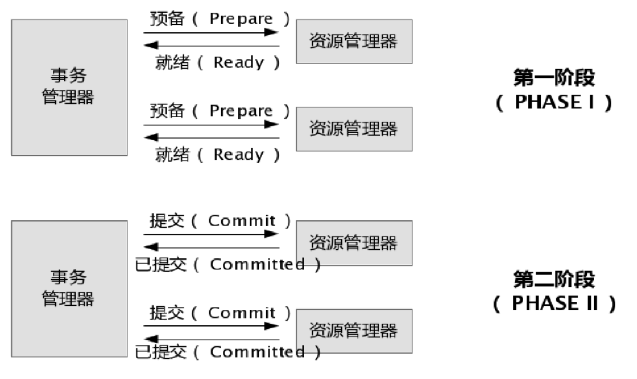 预备( Prepare )
资源管理器
就绪( Ready )
事务
管理器
预备( Prepare )
资源管理器
就绪( Ready )
第一阶段
( PHASE I )
提交( Commit )
资源管理器
已提交( Committed )
事务
管理器
提交( Commit )
资源管理器
已提交( Committed )
第二阶段
( PHASE II )